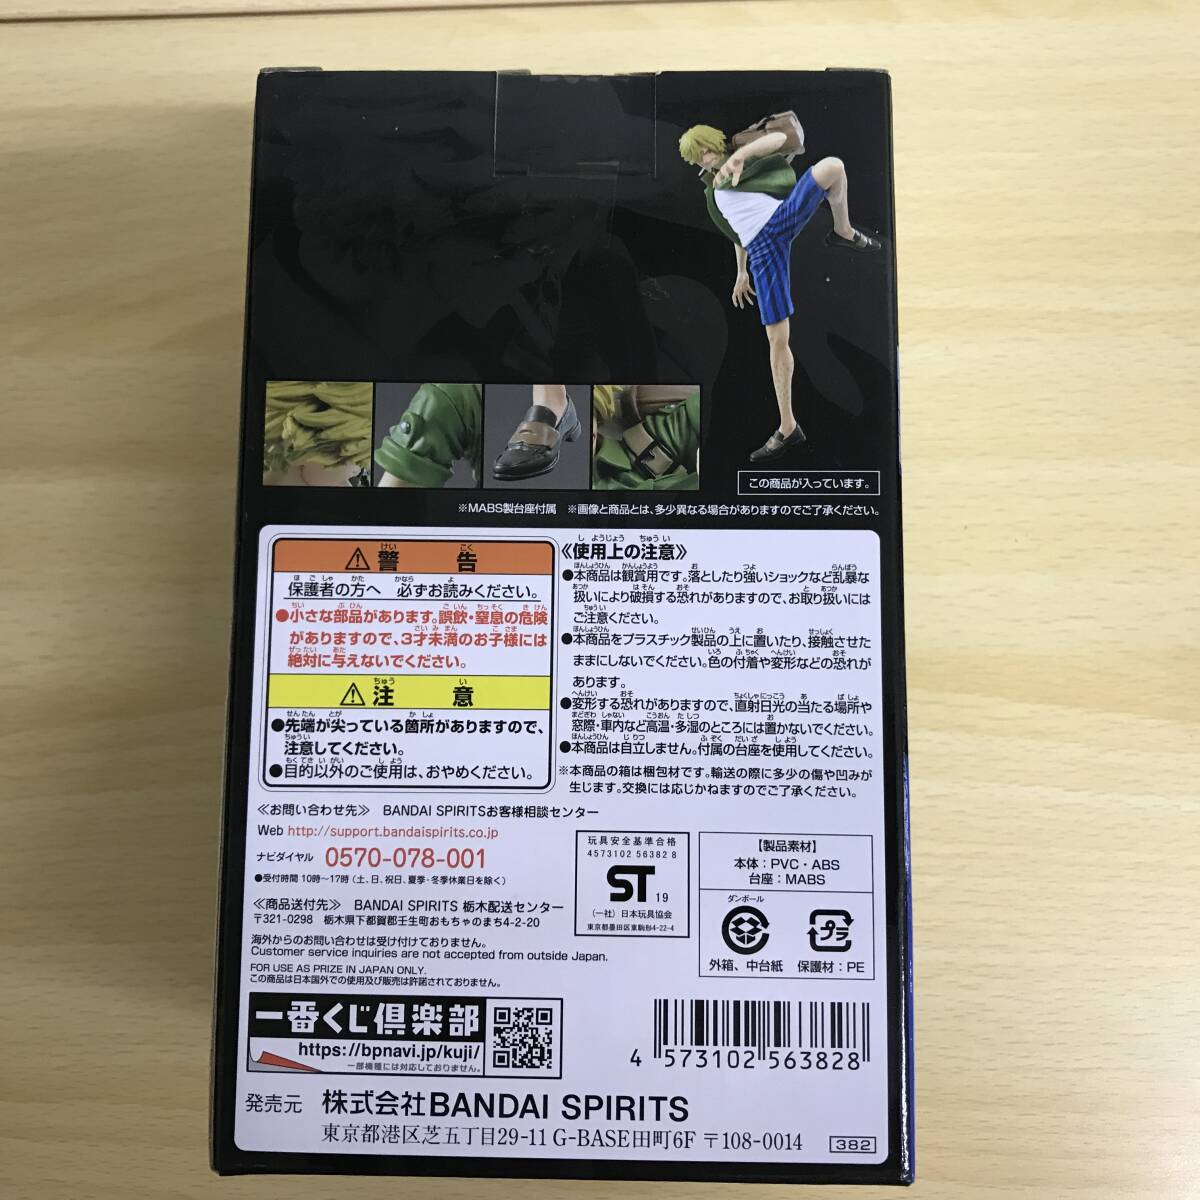 この商品が入っています。
※MABS製台座付属 ※画像と商品とは、多少異なる場合がありますのでご了承ください。
警告
保護者の方へ 必ずお読みください。
●小さな部品があります。誤飲・窒息の危険
がありますので、3才未満のお子様には
絶対に与えないでください。
注意
●先端が尖っている箇所がありますので、
注意してください。
●目的以外のご使用は、おやめください。
《使用上の注意》
●本商品は観賞用です。落としたり強いショックなど乱暴な
扱いにより破損する恐れがありますので、お取り扱いには
ご注意ください。
●本商品をプラスチック製品の上に置いたり、接触させた
ままにしないでください。色の付着や変形などの恐れが
あります。
●変形する恐れがありますので、直射日光の当たる場所や
窓際・車内など高温・多湿のところには置かないでください。
●本商品は自立しません。付属の台座を使用してください。
※本商品の箱は梱包材です。輸送の際に多少の傷や凹みが
生じます。交換には応じかねますのでご了承ください。
≪お問い合わせ先≫ BANDAI SPIRITSお客様相談センター
Web http://support.bandaispirits.co.jp
ナビダイヤル 0570-078-001
●受付時間 10時～17時 (土、日、祝日、夏季・冬季休業日を除く)
≪商品送付先≫ BANDAI SPIRITS 栃木配送センター
〒321-0298 栃木県下都賀郡壬生町おもちゃのまち4-2-20
海外からのお問い合わせは受け付けておりません。
Customer service inquiries are not accepted from outside Japan.
FOR USE AS PRIZE IN JAPAN ONLY.
この商品は日本国外での使用及び販売は許諾されておりません。
玩具安全基準合格
4573102 56382 8
ST 19
(一社) 日本玩具協会
東京都墨田区東駒形4-22-4
【製品素材】
本体：PVC・ABS
台座：MABS
ダンボール
外箱、中台紙
プラ
保護材：PE
一番くじ倶楽部
https://bpnavi.jp/kuji/
一部機種には対応しておりません。
4 573102 563828
発売元 株式会社BANDAI SPIRITS
東京都港区芝五丁目29-11 G-BASE田町6F 〒108-0014
382